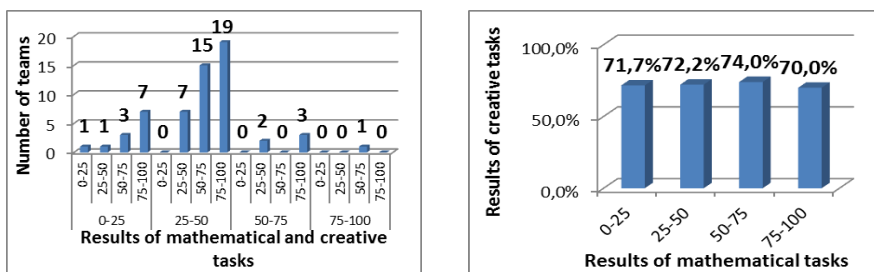 Number of teams
20
15
10
5
0
1 1 3 7 0 7 15 19 0 2 0 3 0 0 1 0
0-25 25-50 50-75 75-100 0-25 25-50 50-75 75-100 0-25 25-50 50-75 75-100 0-25 25-50 50-75 75-100
0-25 25-50 50-75 75-100
Results of mathematical and creative
tasks
Results of creative tasks
100,0%
50,0%
0,0%
71,7% 72,2% 74,0% 70,0%
0-25 25-50 50-75 75-100
Results of mathematical tasks